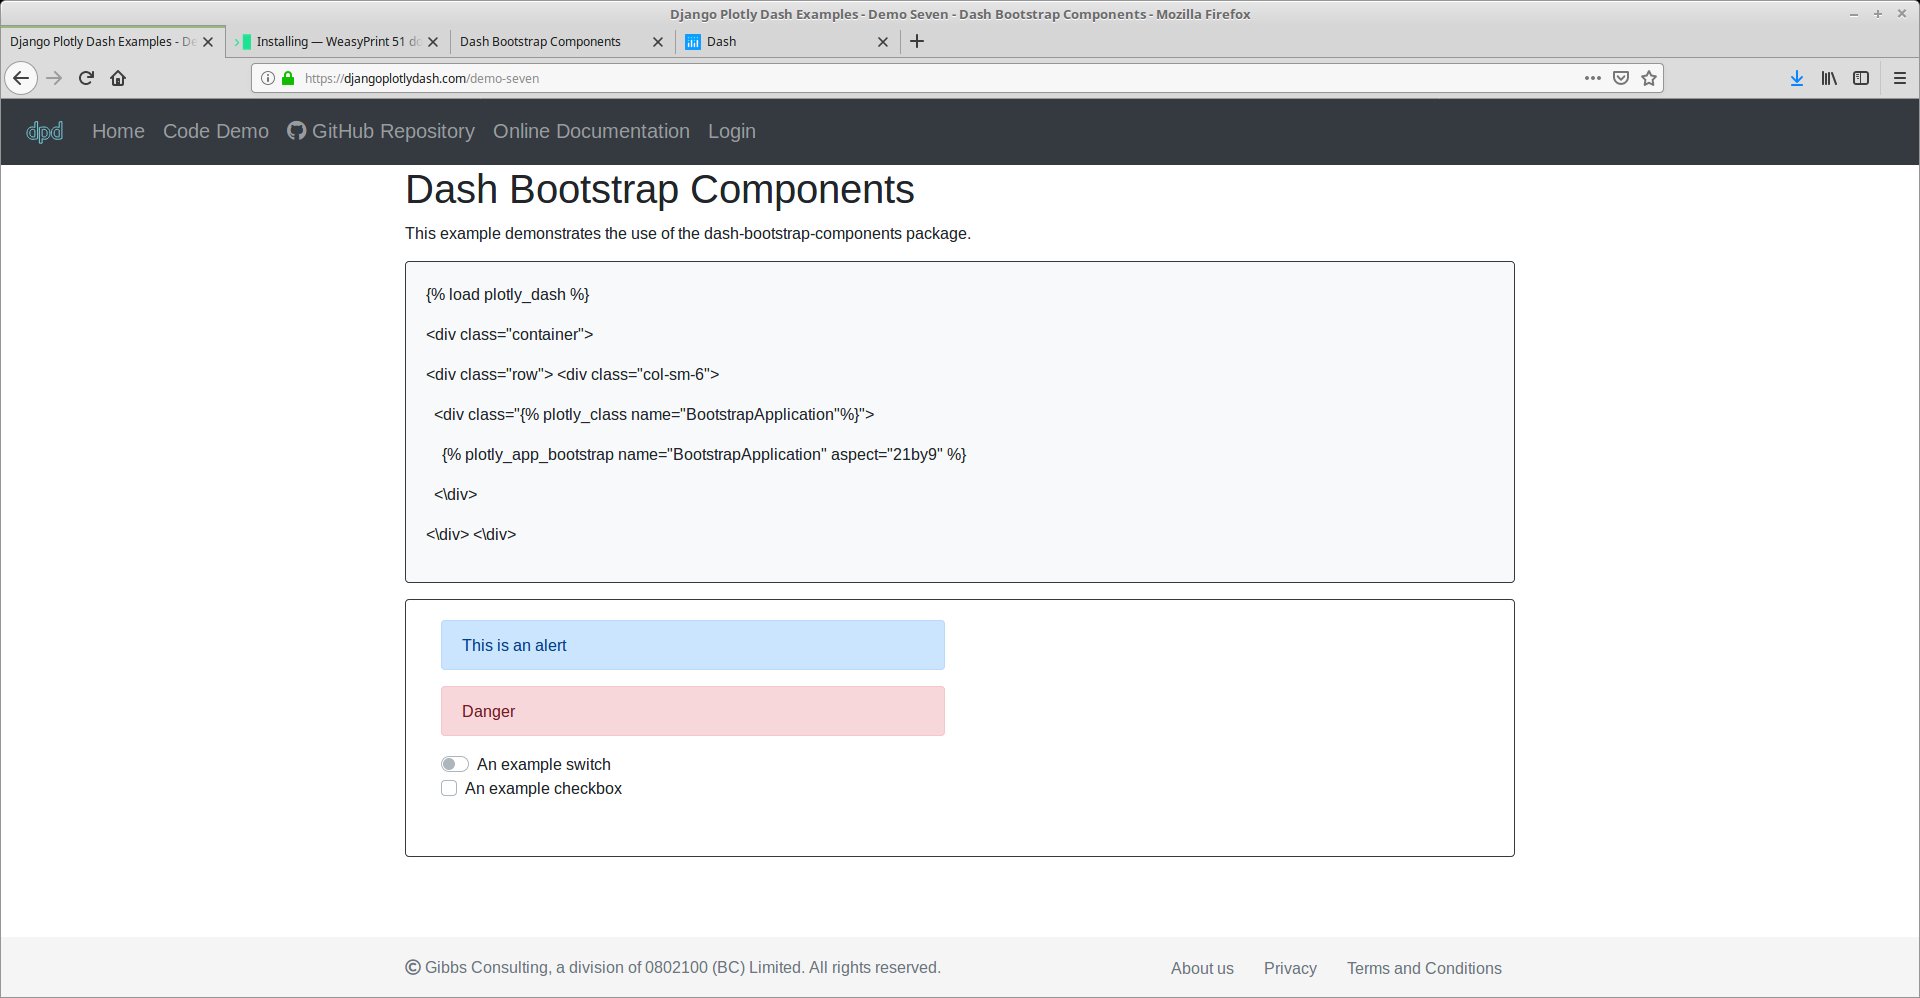 Django Plotly Dash Examples - Demo Seven - Dash Bootstrap Components - Mozilla Firefox
Django Plotly Dash Examples - De
Installing — WeasyPrint 51 do
Dash Bootstrap Components
Dash
https://djangoplotlydash.com/demo-seven
dpd Home Code Demo GitHub Repository Online Documentation Login
Dash Bootstrap Components
This example demonstrates the use of the dash-bootstrap-components package.
{% load plotly_dash %}
<div class="container">
<div class="row"> <div class="col-sm-6">
<div class="{% plotly_class name="BootstrapApplication"%}">
{% plotly_app_bootstrap name="BootstrapApplication" aspect="21by9" %}
<\div>
<\div> <\div>
This is an alert
Danger
An example switch
An example checkbox
© Gibbs Consulting, a division of 0802100 (BC) Limited. All rights reserved.
About us Privacy Terms and Conditions